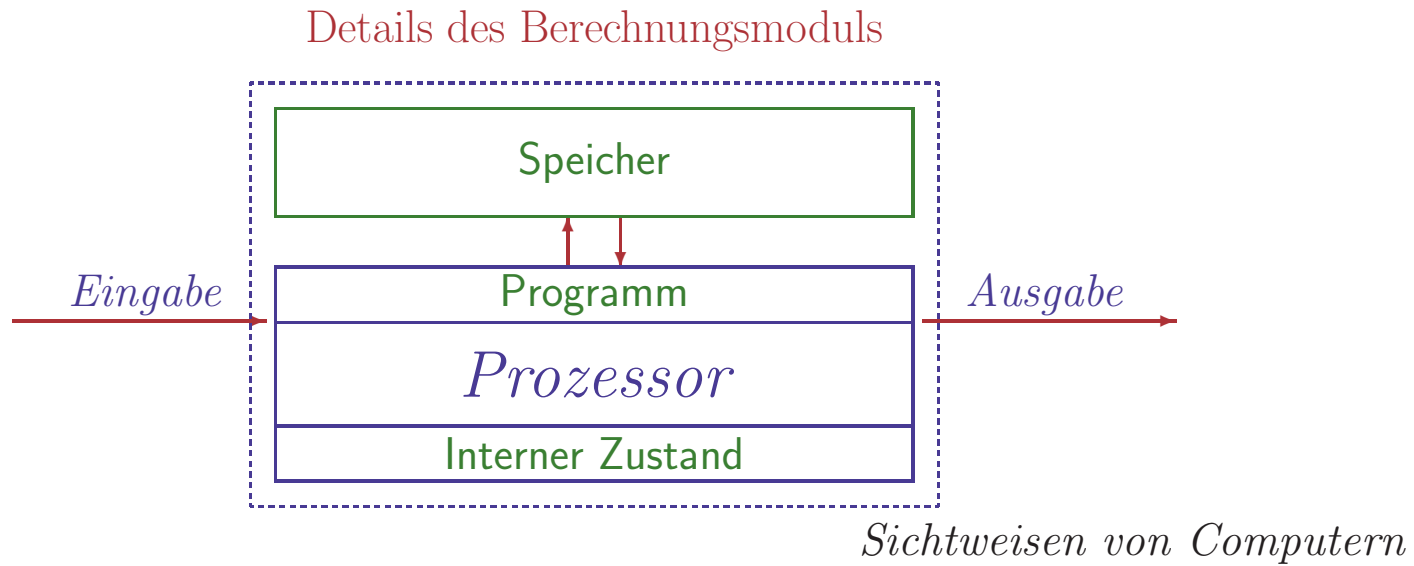 Details des Berechnungsmoduls
Speicher
Eingabe
Programm
Ausgabe
Prozessor
Interner Zustand
Sichtweisen von Computern